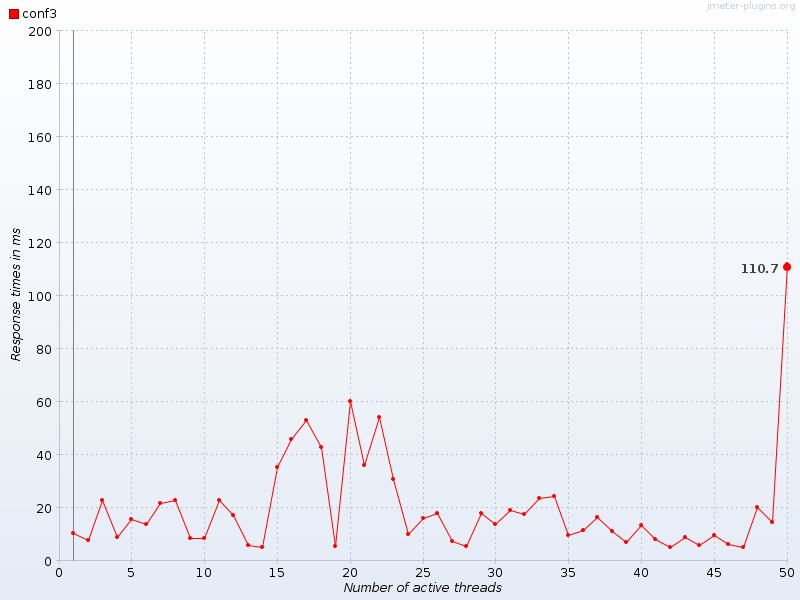 jmeter-plugins.org
conf3
200
180
160
140
120
110.7
100
80
60
40
20
0
Response times in ms
0 5 10 15 20 25 30 35 40 45 50
Number of active threads